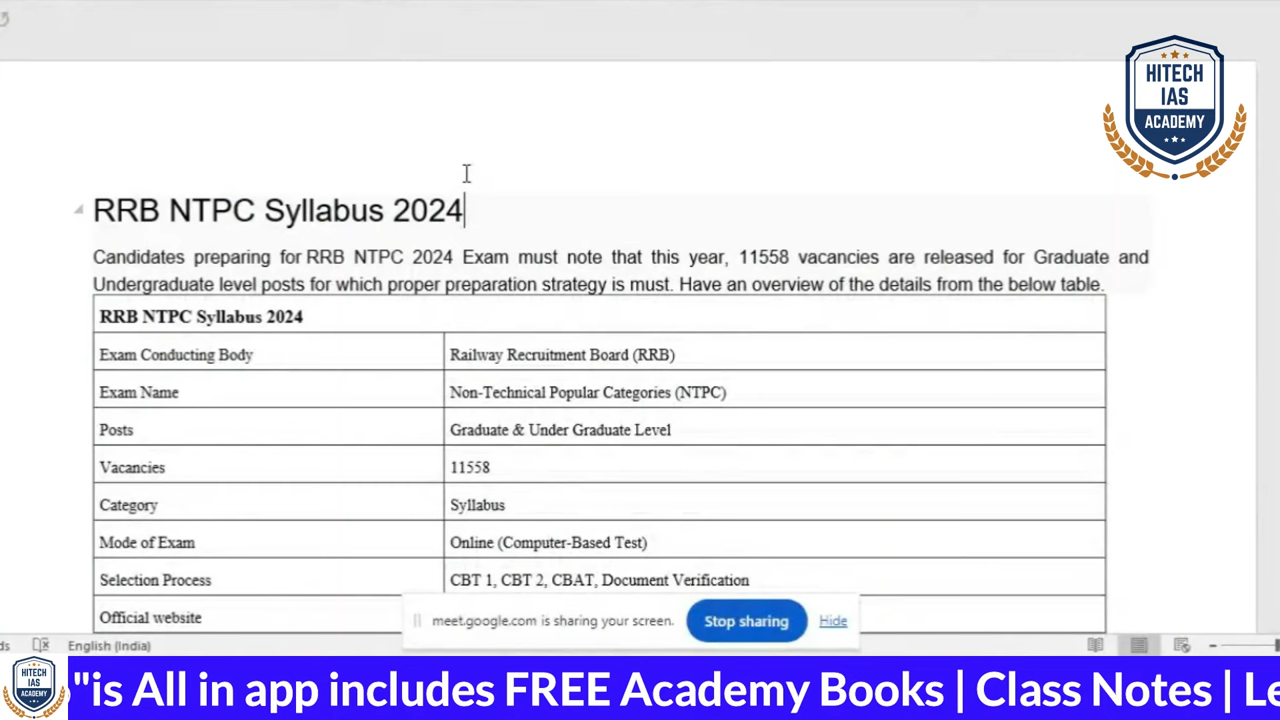 HITECH
IAS
ACADEMY
RRB NTPC Syllabus 2024
Candidates preparing for RRB NTPC 2024 Exam must note that this year, 11558 vacancies are released for Graduate and
Undergraduate level posts for which proper preparation strategy is must. Have an overview of the details from the below table.
RRB NTPC Syllabus 2024
Exam Conducting Body Railway Recruitment Board (RRB)
Exam Name Non-Technical Popular Categories (NTPC)
Posts Graduate & Under Graduate Level
Vacancies 11558
Category Syllabus
Mode of Exam Online (Computer-Based Test)
Selection Process CBT 1, CBT 2, CBAT, Document Verification
Official website
meet.google.com is sharing your screen. Stop sharing Hide
English (India)
HITECH
IAS
ACADEMY
"is All in app includes FREE Academy Books | Class Notes |